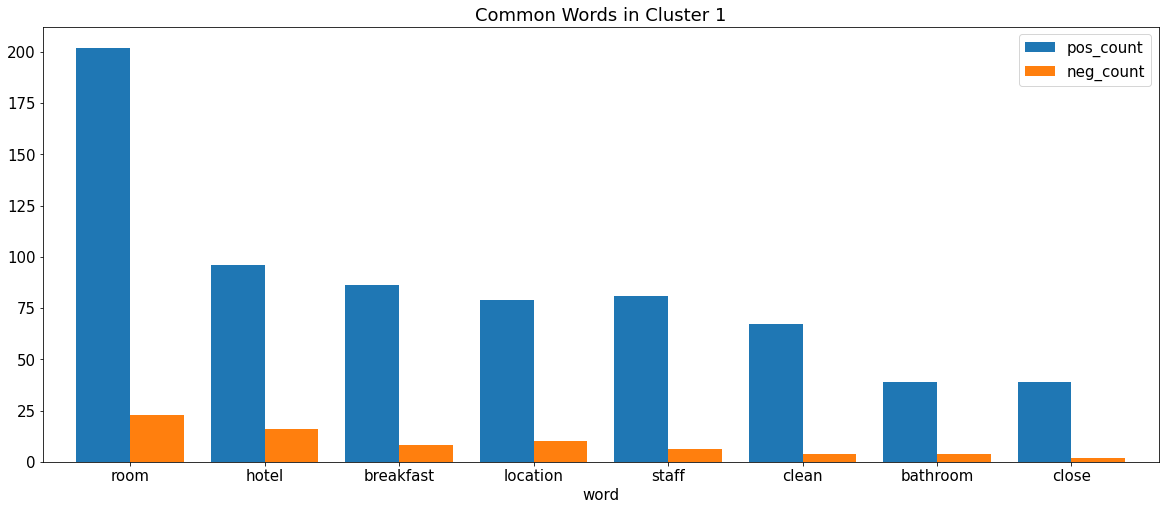 Common Words in Cluster 1
pos_count
neg_count
200
175
150
125
100
75
50
25
0
room hotel breakfast location staff clean bathroom close
word